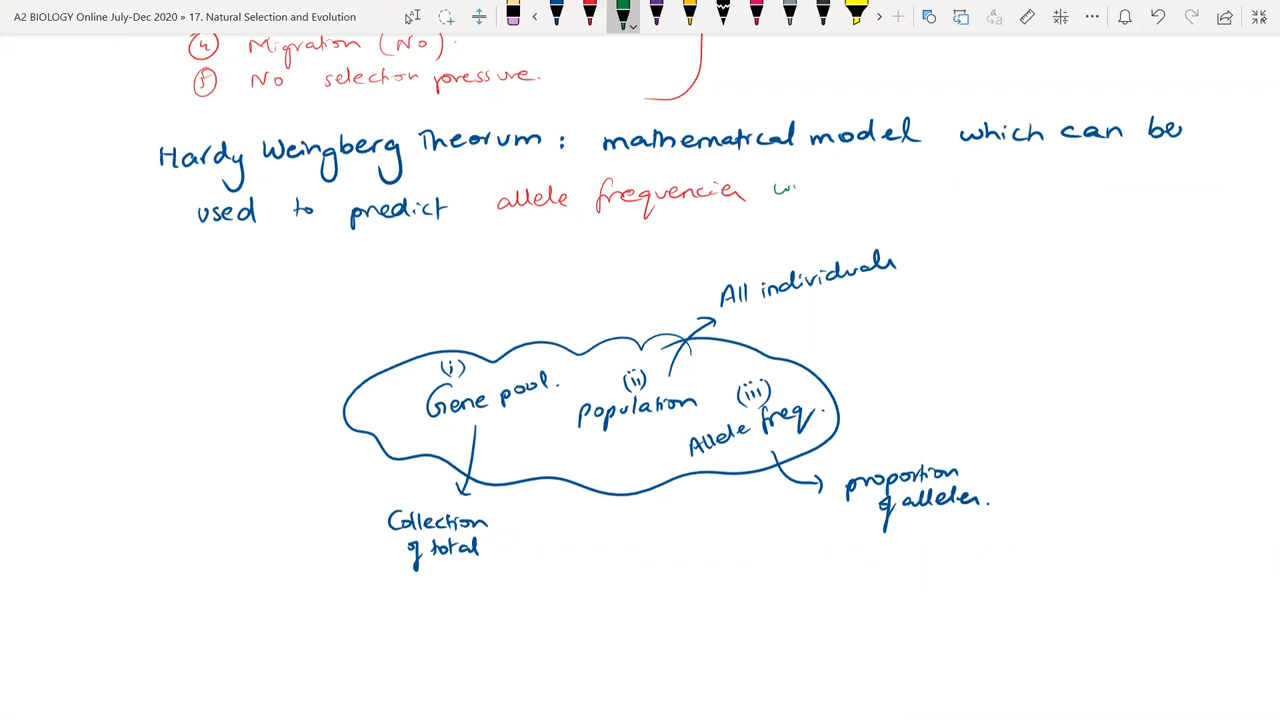 A2 BIOLOGY Online July-Dec 2020 » 17. Natural Selection and Evolution
(4) Migration (No).
(5) No selection pressure.
Hardy Weingberg Theorum : mathematical model which can be
used to predict allele frequencies wi
All individuals
(i) (ii) (iii)
Gene pool. Population Allele freq.
proportion
of alleles.
Collection
of total